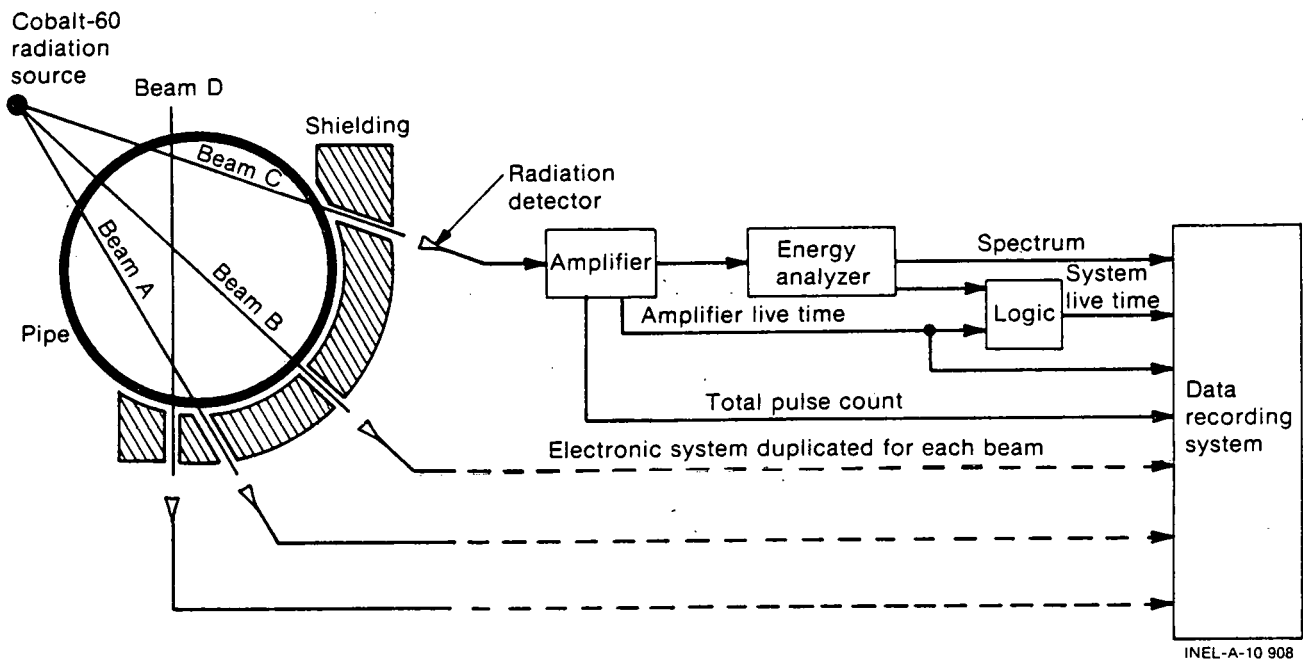 Cobalt-60
radiation
source
Beam D
Shielding
Beam C
Radiation
detector
Beam A
Beam B
Pipe
Amplifier
Energy
analyzer
Spectrum
System
live time
Logic
Amplifier live time
Total pulse count
Data
recording
system
Electronic system duplicated for each beam
INEL-A-10 908